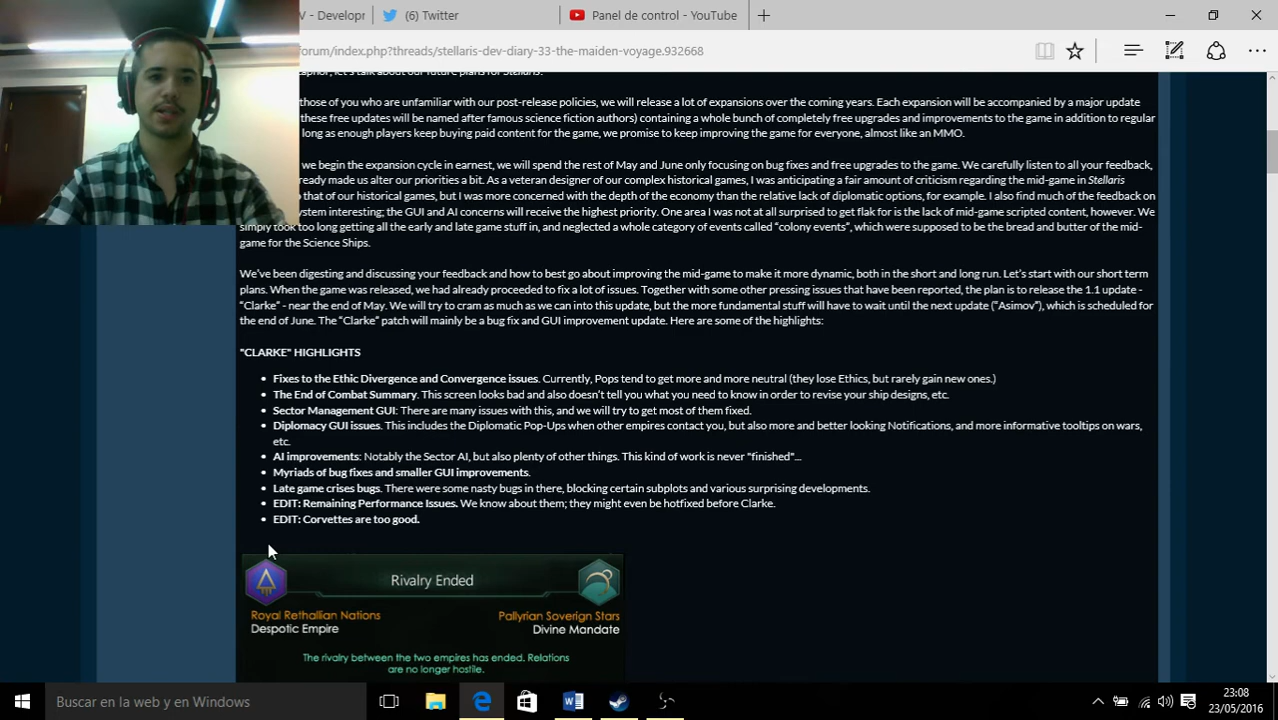 V - Developr
(6) Twitter
Panel de control - YouTube
forum/index.php?threads/stellaris-dev-diary-33-the-maiden-voyage.932668
let's talk about our future plans for Stellaris.
those of you who are unfamiliar with our post-release policies, we will release a lot of expansions over the coming years. Each expansion will be accompanied by a major update
these free updates will be named after famous science fiction authors) containing a whole bunch of completely free upgrades and improvements to the game in addition to regular
long as enough players keep buying paid content for the game, we promise to keep improving the game for everyone, almost like an MMO.
we begin the expansion cycle in earnest, we will spend the rest of May and June only focusing on bug fixes and free upgrades to the game. We carefully listen to all your feedback,
ready made us alter our priorities a bit. As a veteran designer of our complex historical games, I was anticipating a fair amount of criticism regarding the mid-game in Stellaris
that of our historical games, but I was more concerned with the depth of the economy than the relative lack of diplomatic options, for example. I also find much of the feedback on
ystem interesting; the GUI and AI concerns will receive the highest priority. One area I was not at all surprised to get flak for is the lack of mid-game scripted content, however. We
simply took too long getting all the early and late game stuff in, and neglected a whole category of events called "colony events", which were supposed to be the bread and butter of the mid-
game for the Science Ships.
We've been digesting and discussing your feedback and how to best go about improving the mid-game to make it more dynamic, both in the short and long run. Let's start with our short term
plans. When the game was released, we had already proceeded to fix a lot of issues. Together with some other pressing issues that have been reported, the plan is to release the 1.1 update -
"Clarke" - near the end of May. We will try to cram as much as we can into this update, but the more fundamental stuff will have to wait until the next update ("Asimov"), which is scheduled for
the end of June. The "Clarke" patch will mainly be a bug fix and GUI improvement update. Here are some of the highlights:
"CLARKE" HIGHLIGHTS
• Fixes to the Ethic Divergence and Convergence issues. Currently, Pops tend to get more and more neutral (they lose Ethics, but rarely gain new ones.)
• The End of Combat Summary. This screen looks bad and also doesn't tell you what you need to know in order to revise your ship designs, etc.
• Sector Management GUI: There are many issues with this, and we will try to get most of them fixed.
• Diplomacy GUI issues. This includes the Diplomatic Pop-Ups when other empires contact you, but also more and better looking Notifications, and more informative tooltips on wars,
etc.
• AI improvements: Notably the Sector AI, but also plenty of other things. This kind of work is never "finished"...
• Myriads of bug fixes and smaller GUI improvements.
• Late game crises bugs. There were some nasty bugs in there, blocking certain subplots and various surprising developments.
• EDIT: Remaining Performance Issues. We know about them; they might even be hotfixed before Clarke.
• EDIT: Corvettes are too good.
Rivalry Ended
Royal Rethallian Nations
Pallyrian Soverign Stars
Despotic Empire
Divine Mandate
The rivalry between the two empires has ended. Relations
are no longer hostile.
Buscar en la web y en Windows
23:08
23/05/2016